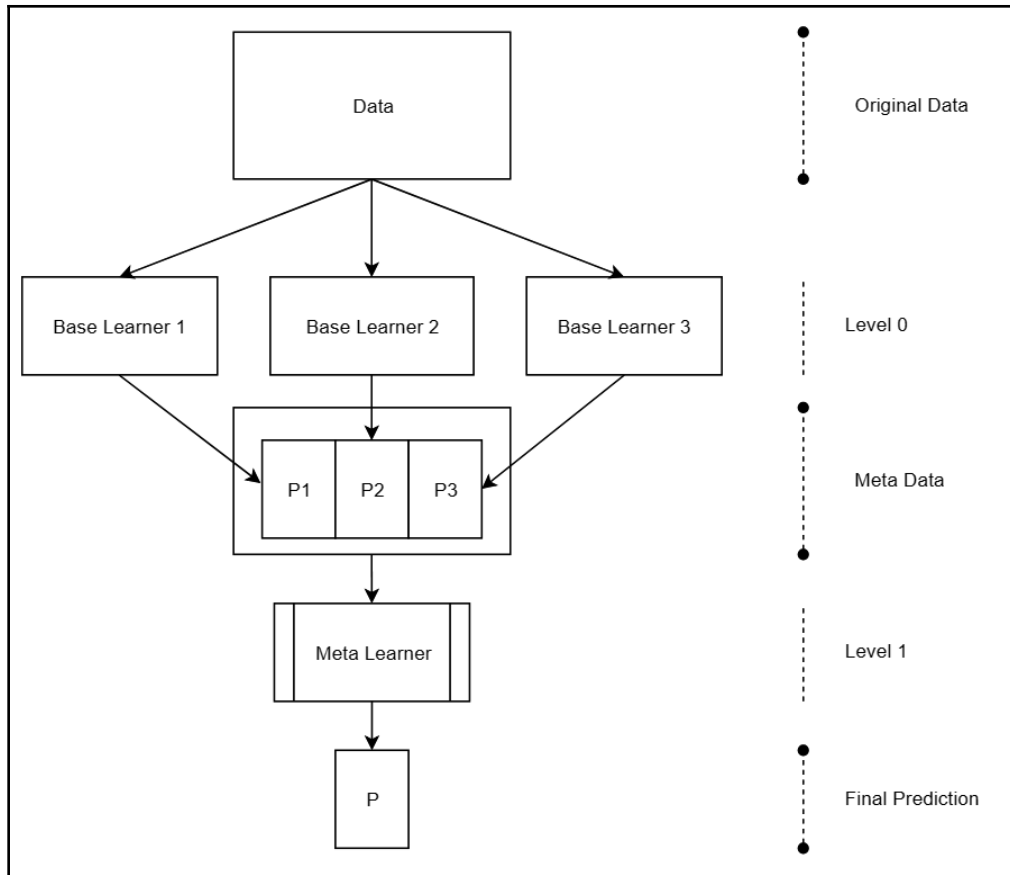 Data
Original Data
Base Learner 1
Base Learner 2
Base Learner 3
Level 0
P1
P2
P3
Meta Data
Meta Learner
Level 1
P
Final Prediction